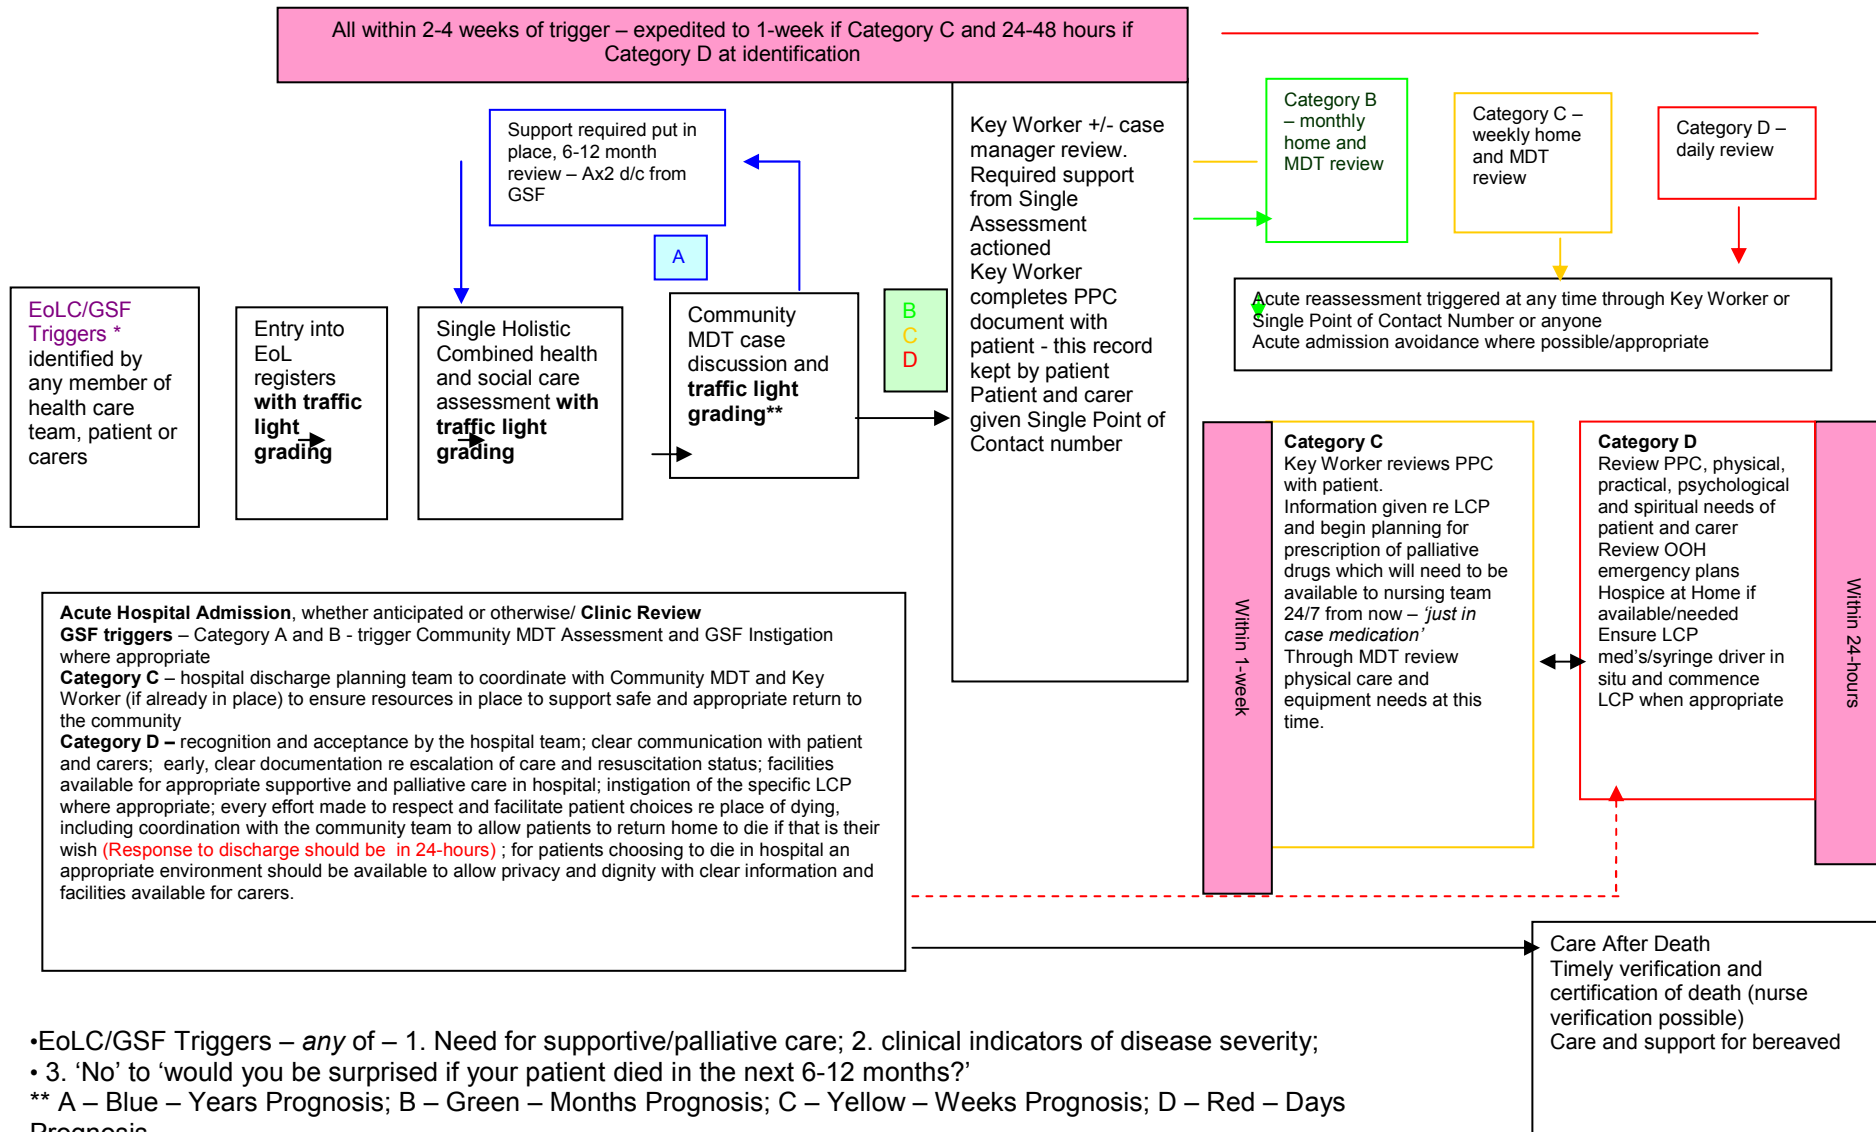 All within 2-4 weeks of trigger – expedited to 1-week if Category C and 24-48 hours if
Category D at identification
Support required put in
place, 6-12 month
review – Ax2 d/c from
GSF
A
EoLC/GSF
Triggers *
identified by
any member of
health care
team, patient or
carers
Entry into
EoL
registers
with traffic
light
grading
Single Holistic
Combined health
and social care
assessment with
traffic light
grading
Community
MDT case
discussion and
traffic light
grading**
B
C
D
Key Worker +/- case
manager review.
Required support
from Single
Assessment
actioned
Key Worker
completes PPC
document with
patient - this record
kept by patient
Patient and carer
given Single Point of
Contact number
Category B
– monthly
home and
MDT review
Category C –
weekly home
and MDT
review
Category D –
daily review
Acute reassessment triggered at any time through Key Worker or
Single Point of Contact Number or anyone
Acute admission avoidance where possible/appropriate
Within 1-week
Category C
Key Worker reviews PPC
with patient.
Information given re LCP
and begin planning for
prescription of palliative
drugs which will need to be
available to nursing team
24/7 from now – ‘just in
case medication’
Through MDT review
physical care and
equipment needs at this
time.
Category D
Review PPC, physical,
practical, psychological
and spiritual needs of
patient and carer
Review OOH
emergency plans
Hospice at Home if
available/needed
Ensure LCP
med’s/syringe driver in
situ and commence
LCP when appropriate
Within 24-hours
Acute Hospital Admission, whether anticipated or otherwise/ Clinic Review
GSF triggers – Category A and B - trigger Community MDT Assessment and GSF Instigation
where appropriate
Category C – hospital discharge planning team to coordinate with Community MDT and Key
Worker (if already in place) to ensure resources in place to support safe and appropriate return to
the community
Category D – recognition and acceptance by the hospital team; clear communication with patient
and carers;  early, clear documentation re escalation of care and resuscitation status; facilities
available for appropriate supportive and palliative care in hospital; instigation of the specific LCP
where appropriate; every effort made to respect and facilitate patient choices re place of dying,
including coordination with the community team to allow patients to return home to die if that is their
wish (Response to discharge should be  in 24-hours) ; for patients choosing to die in hospital an
appropriate environment should be available to allow privacy and dignity with clear information and
facilities available for carers.
Care After Death
Timely verification and
certification of death (nurse
verification possible)
Care and support for bereaved
•EoLC/GSF Triggers – any of – 1. Need for supportive/palliative care; 2. clinical indicators of disease severity;
• 3. ‘No’ to ‘would you be surprised if your patient died in the next 6-12 months?’
** A – Blue – Years Prognosis; B – Green – Months Prognosis; C – Yellow – Weeks Prognosis; D – Red – Days
Prognosis